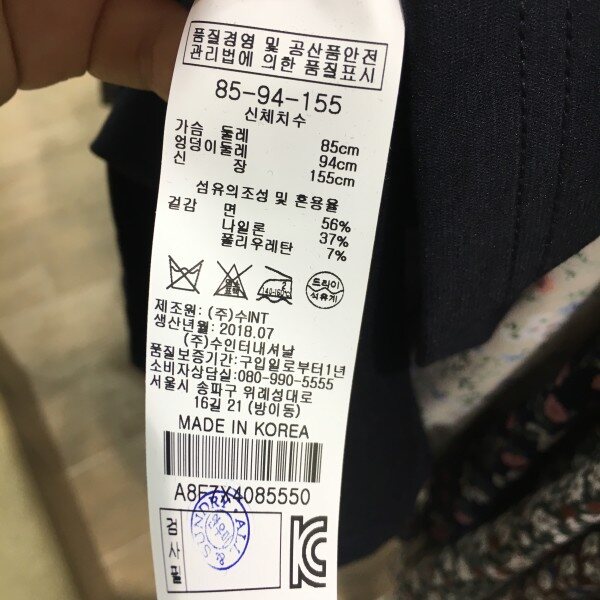 품질경영 및 공산품안전
관리법에 의한 품질표시
85-94-155
신체치수
가슴 둘레 85cm
엉덩이둘레 94cm
신 장 155cm
섬유의조성 및 혼용율
겉감 면 56%
나일론 37%
폴리우레탄 7%
드라이
석유계
제조원: (주)수INT
생산년월: 2018.07
(주)수인터내셔날
품질보증기간: 구입일로부터1년
소비자상담실: 080-990-5555
서울시 송파구 위례성대로
16길 21 (방이동)
MADE IN KOREA
A8F7X4085550
검사필